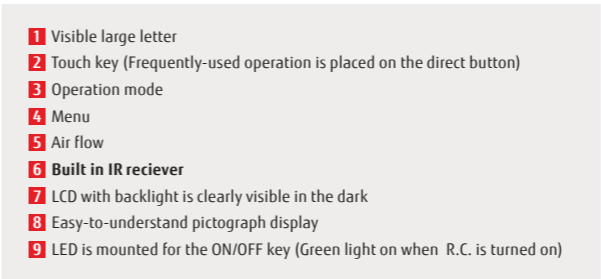 1 Visible large letter
2 Touch key (Frequently-used operation is placed on the direct button)
3 Operation mode
4 Menu
5 Air flow
6 Built in IR reciever
7 LCD with backlight is clearly visible in the dark
8 Easy-to-understand pictograph display
9 LED is mounted for the ON/OFF key (Green light on when R.C. is turned on)